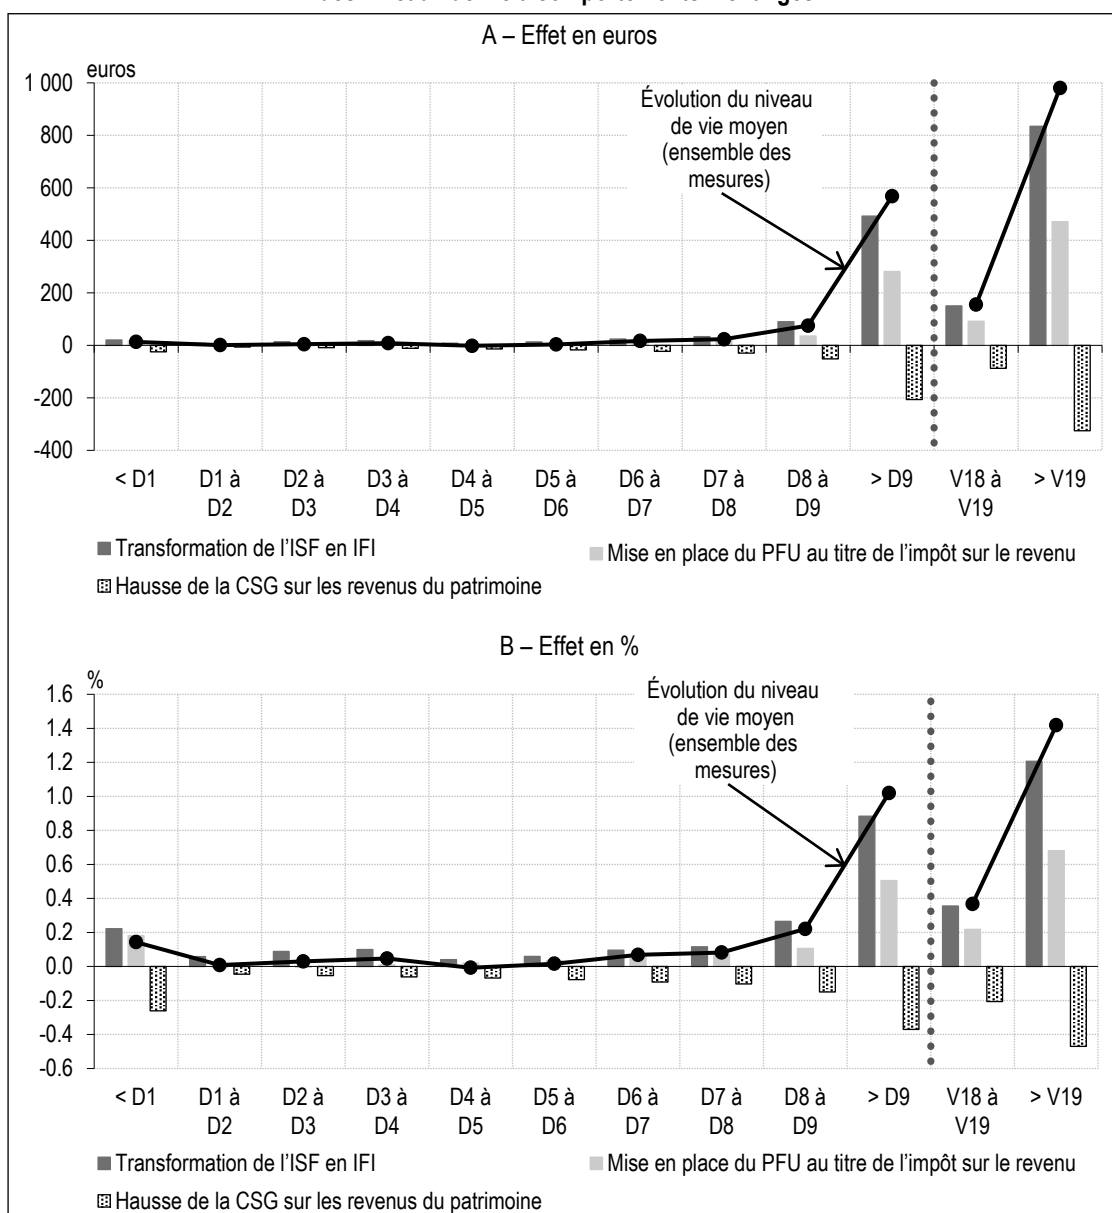 A – Effet en euros
euros
1 000
800
600
400
200
0
-200
-400
Évolution du niveau
de vie moyen
(ensemble des
mesures)
< D1
D1 à
D2
D2 à
D3
D3 à
D4
D4 à
D5
D5 à
D6
D6 à
D7
D7 à
D8
D8 à
D9
> D9
V18 à
V19
> V19
Transformation de l’ISF en IFI
Mise en place du PFU au titre de l’impôt sur le revenu
Hausse de la CSG sur les revenus du patrimoine
B – Effet en %
%
1.6
1.4
1.2
1.0
0.8
0.6
0.4
0.2
0.0
-0.2
-0.4
-0.6
Évolution du niveau
de vie moyen
(ensemble des
mesures)
< D1
D1 à
D2
D2 à
D3
D3 à
D4
D4 à
D5
D5 à
D6
D6 à
D7
D7 à
D8
D8 à
D9
> D9
V18 à
V19
> V19
Transformation de l’ISF en IFI
Mise en place du PFU au titre de l’impôt sur le revenu
Hausse de la CSG sur les revenus du patrimoine